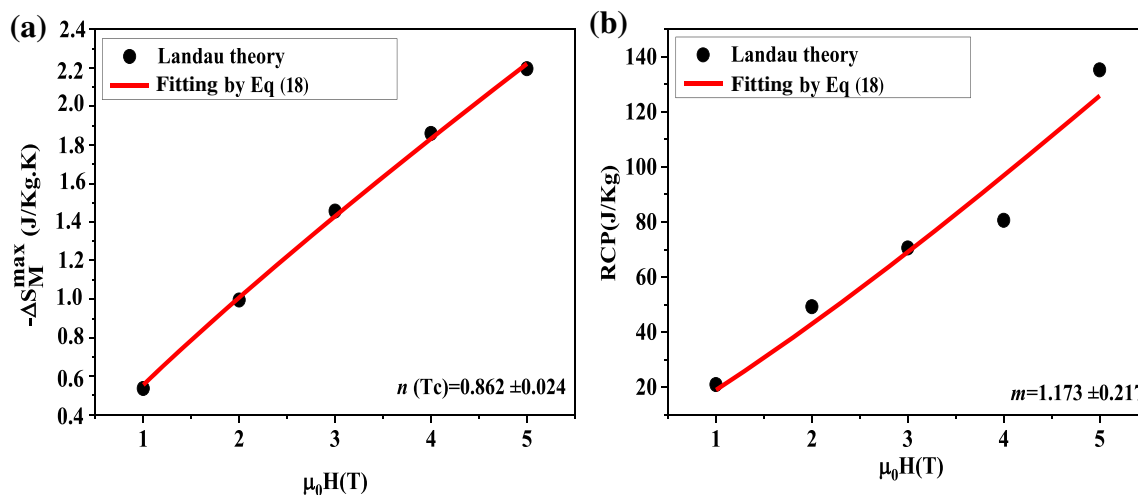 (a)
2.4
2.2
2.0
1.8
1.6
1.4
1.2
1.0
0.8
0.6
0.4
-ΔS_M^max (J/Kg.K)
Landau theory
Fitting by Eq (18)
n (Tc)=0.862 ±0.024
1 2 3 4 5
μ₀H(T)
(b)
140
120
100
80
60
40
20
RCP(J/Kg)
Landau theory
Fitting by Eq (18)
m=1.173 ±0.217
1 2 3 4 5
μ₀H(T)